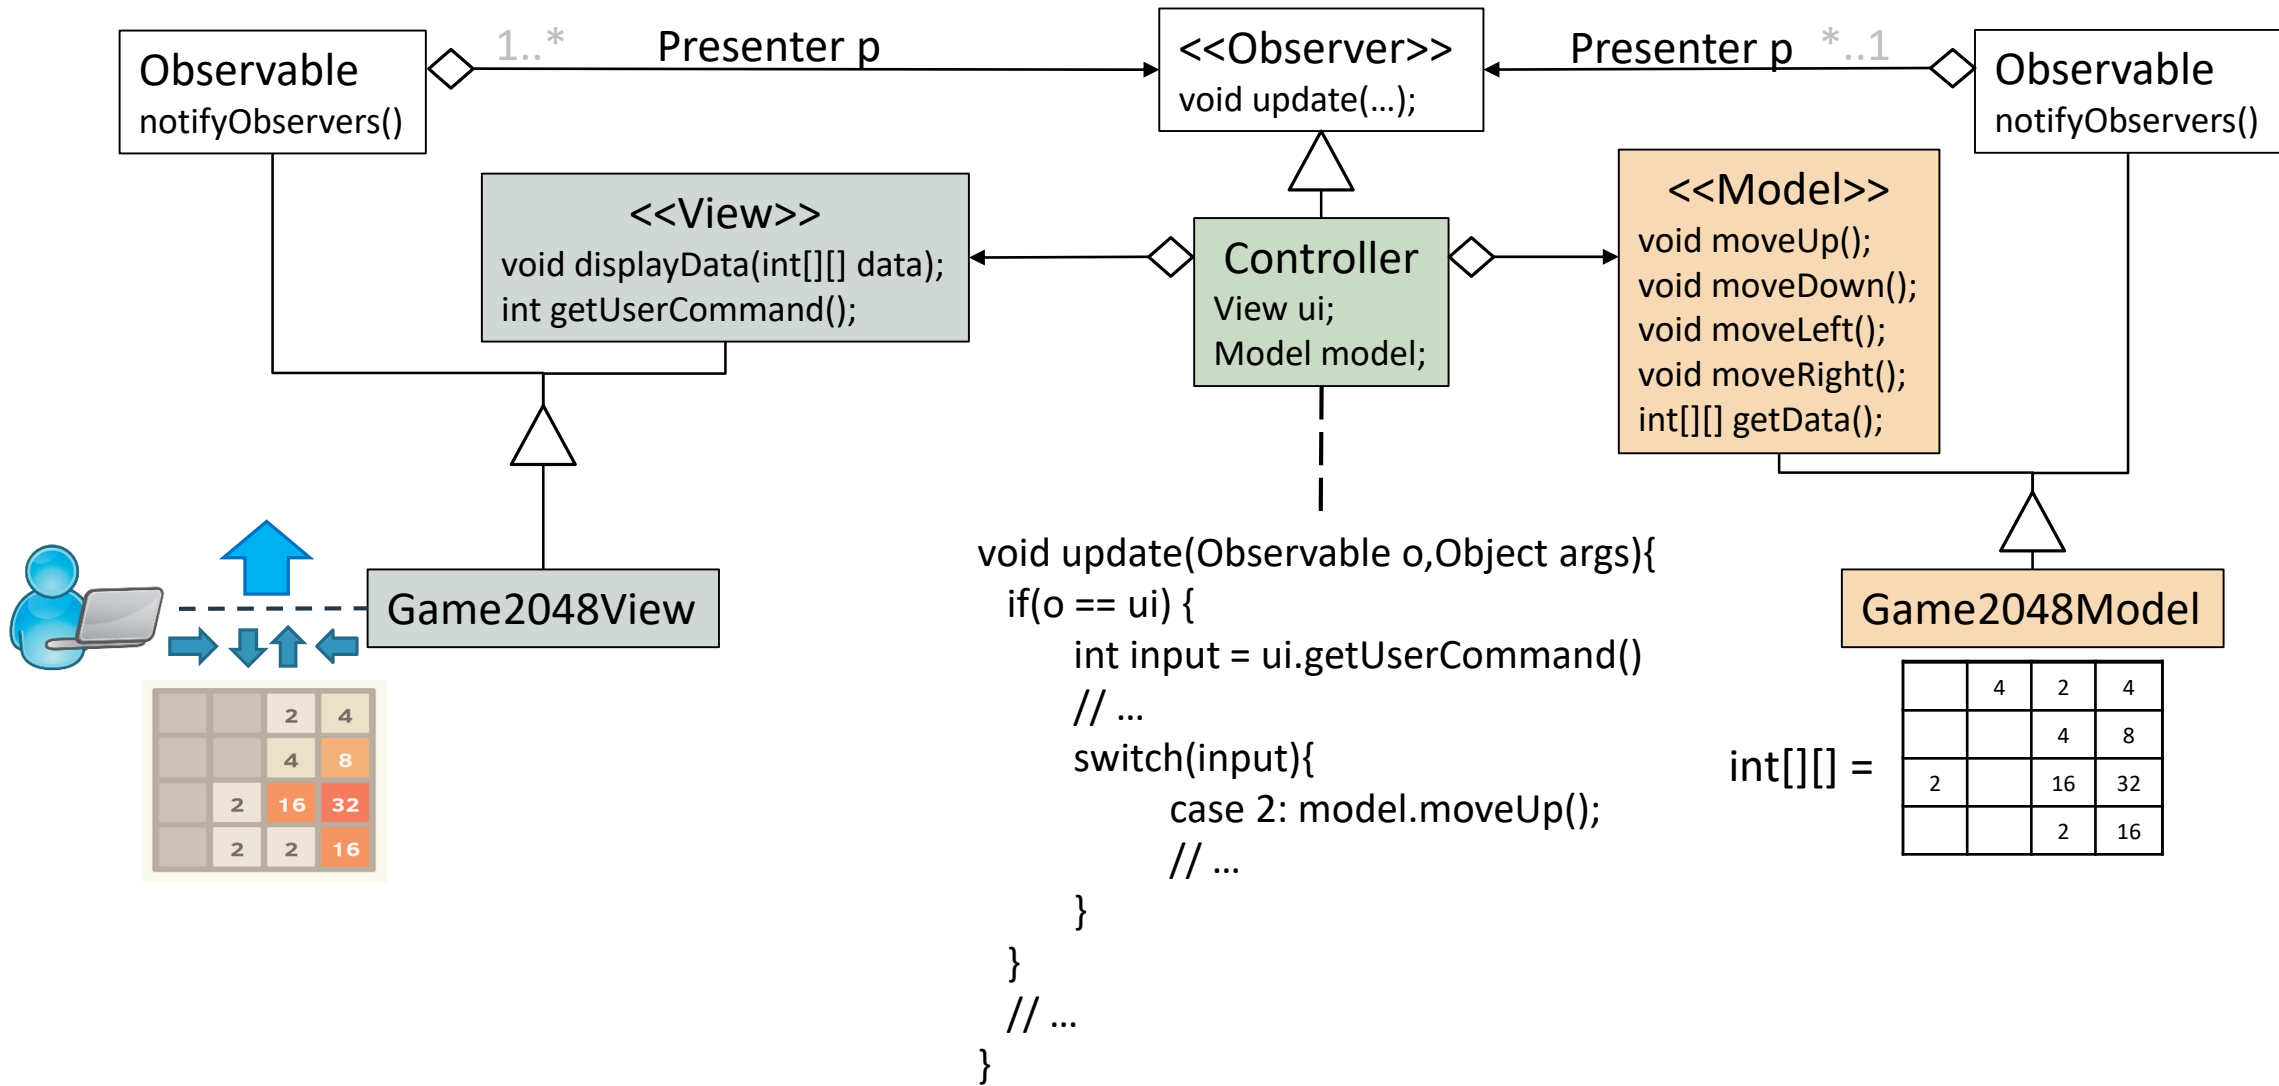 Observable
notifyObservers()
1..*
Presenter p
<<Observer>>
void update(…);
Presenter p
*..1
Observable
notifyObservers()
<<View>>
void displayData(int[][] data);
int getUserCommand();
Controller
View ui;
Model model;
<<Model>>
void moveUp();
void moveDown();
void moveLeft();
void moveRight();
int[][] getData();
Game2048View
2 4
4 8
2 16 32
2 2 16
void update(Observable o,Object args){
if(o == ui) {
int input = ui.getUserCommand()
// …
switch(input){
case 2: model.moveUp();
// …
}
}
// …
}
Game2048Model
int[][] =
4 2 4
4 8
2 16 32
2 16